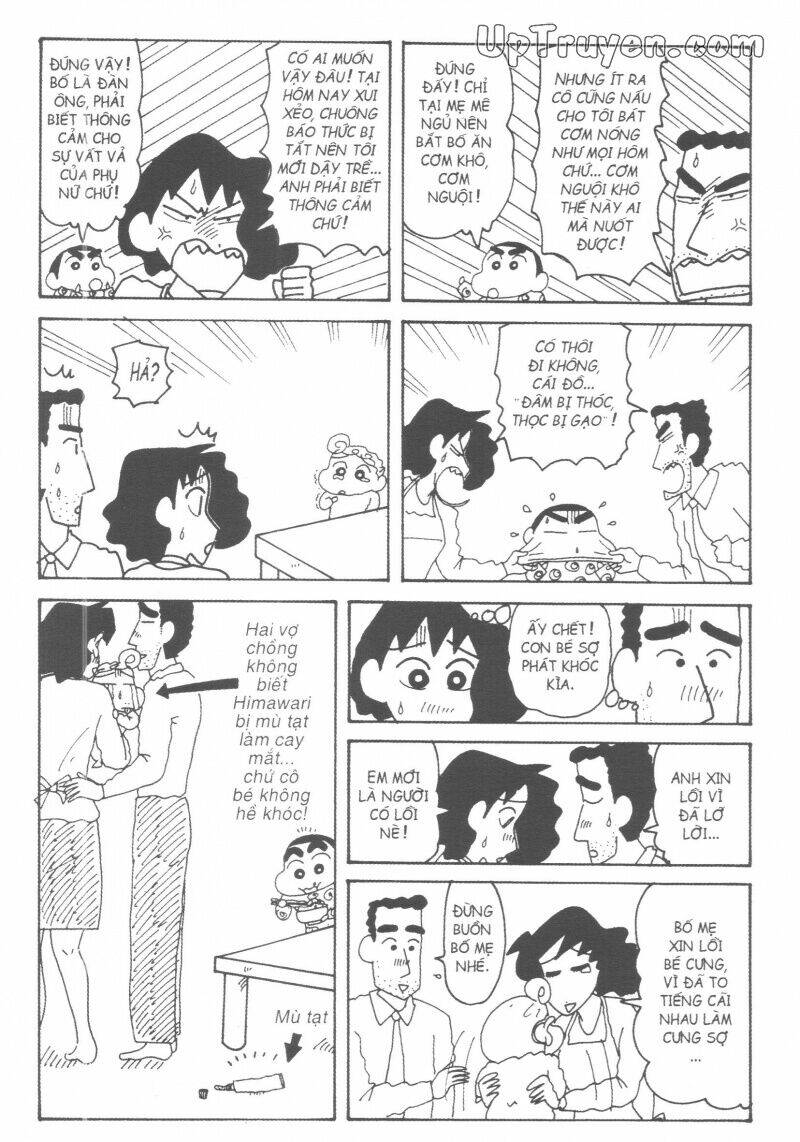 UpTruyen.com
NHƯNG ÍT RA
CÔ CŨNG NẤU
CHO TÔI BÁT
CƠM NÓNG
NHƯ MỌI HÔM
CHỨ... CƠM
NGUỘI KHÔ
THẾ NÀY AI
MÀ NUỐT
ĐƯỢC!
ĐÚNG
ĐẤY! CHỈ
TẠI MẸ MÊ
NGỦ NÊN
BẮT BỐ ĂN
CƠM KHÔ,
CƠM
NGUỘI!
CÓ AI MUỐN
VẬY ĐÂU! TẠI
HÔM NAY XUI
XẺO, CHUÔNG
BÁO THỨC BỊ
TẮT NÊN TÔI
MỚI DẬY TRỄ...
ANH PHẢI BIẾT
THÔNG CẢM
CHỨ!
ĐÚNG VẬY!
BỐ LÀ ĐÀN
ÔNG, PHẢI
BIẾT THÔNG
CẢM CHO
SỰ VẤT VẢ
CỦA PHỤ
NỮ CHỨ!
CÓ THÔI
ĐI KHÔNG,
CÁI ĐỒ...
"ĐÂM BỊ THÓC,
THỌC BỊ GẠO"!
HẢ?
ẤY CHẾT!
CON BÉ SỢ
PHÁT KHÓC
KÌA.
ANH XIN
LỖI VÌ
ĐÃ LỠ
LỜI...
EM MỚI
LÀ NGƯỜI
CÓ LỖI
NÈ!
BỐ MẸ
XIN LỖI
BÉ CƯNG,
VÌ ĐÃ TO
TIẾNG CÃI
NHAU LÀM
CƯNG SỢ
...
ĐỪNG
BUỒN
BỐ MẸ
NHÉ.
Hai vợ
chồng
không
biết
Himawari
bị mù tạt
làm cay
mắt...
chứ cô
bé không
hề khóc!
Mù tạt